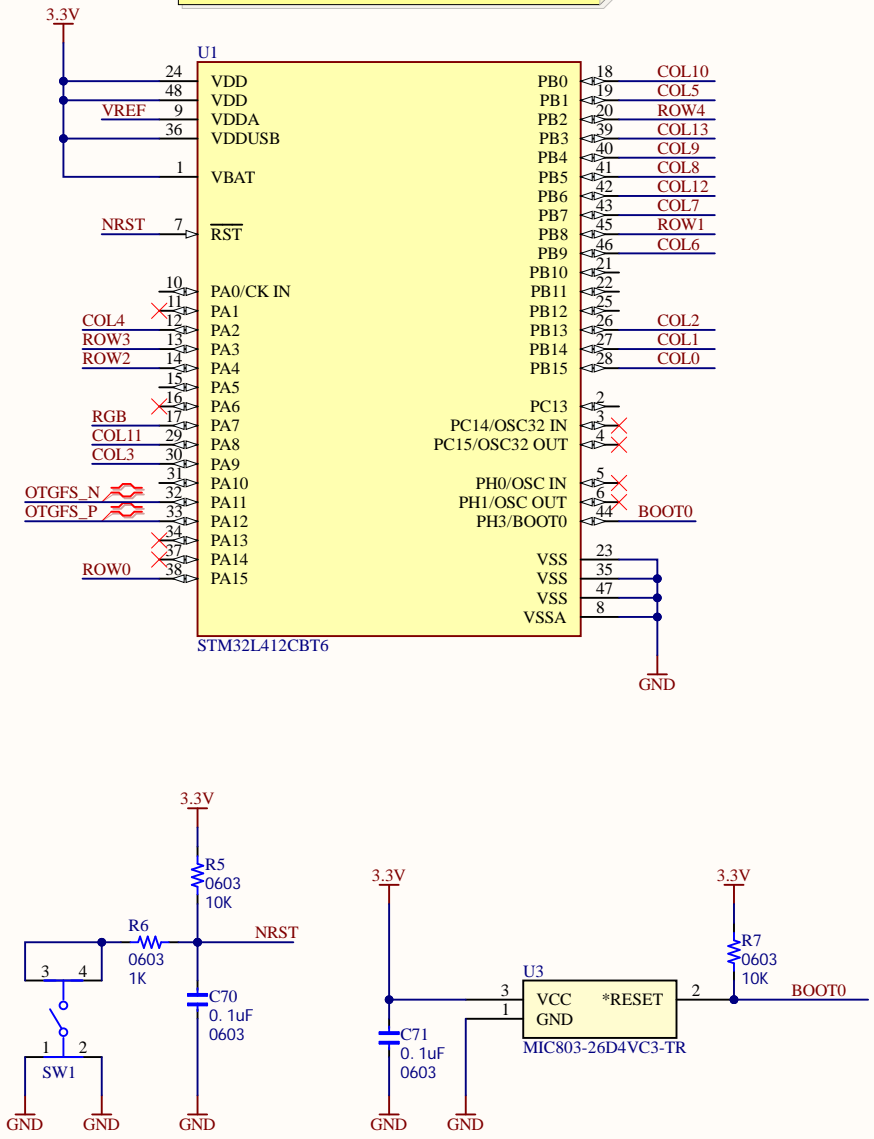 3.3V
U1
24 VDD PB0 18 COL10
48 VDD PB1 19 COL5
VREF 9 VDDA PB2 20 ROW4
36 VDDUSB PB3 39 COL13
PB4 40 COL9
1 VBAT PB5 41 COL8
PB6 42 COL12
PB7 43 COL7
NRST 7 RST PB8 45 ROW1
PB9 46 COL6
PB10 21
10 PA0/CK IN PB11 22
11 PA1 PB12 25
COL4 12 PA2 PB13 26 COL2
ROW3 13 PA3 PB14 27 COL1
ROW2 14 PA4 PB15 28 COL0
15 PA5
16 PA6 PC13 2
RGB 17 PA7 PC14/OSC32 IN 3
COL11 29 PA8 PC15/OSC32 OUT 4
COL3 30 PA9
31 PA10 PH0/OSC IN 5
OTGFS_N 32 PA11 PH1/OSC OUT 6
OTGFS_P 33 PA12 PH3/BOOT0 44 BOOT0
34 PA13
37 PA14 VSS 23
ROW0 38 PA15 VSS 35
VSS 47
VSSA 8
STM32L412CBT6
GND
3.3V
R5
0603
10K
R6
0603
1K
NRST
3 4
C70
0.1uF
0603
1 2
SW1
GND GND GND
3.3V 3.3V
R7
0603
10K
U3
3 VCC *RESET 2 BOOT0
1 GND
MIC803-26D4VC3-TR
C71
0.1uF
0603
GND GND